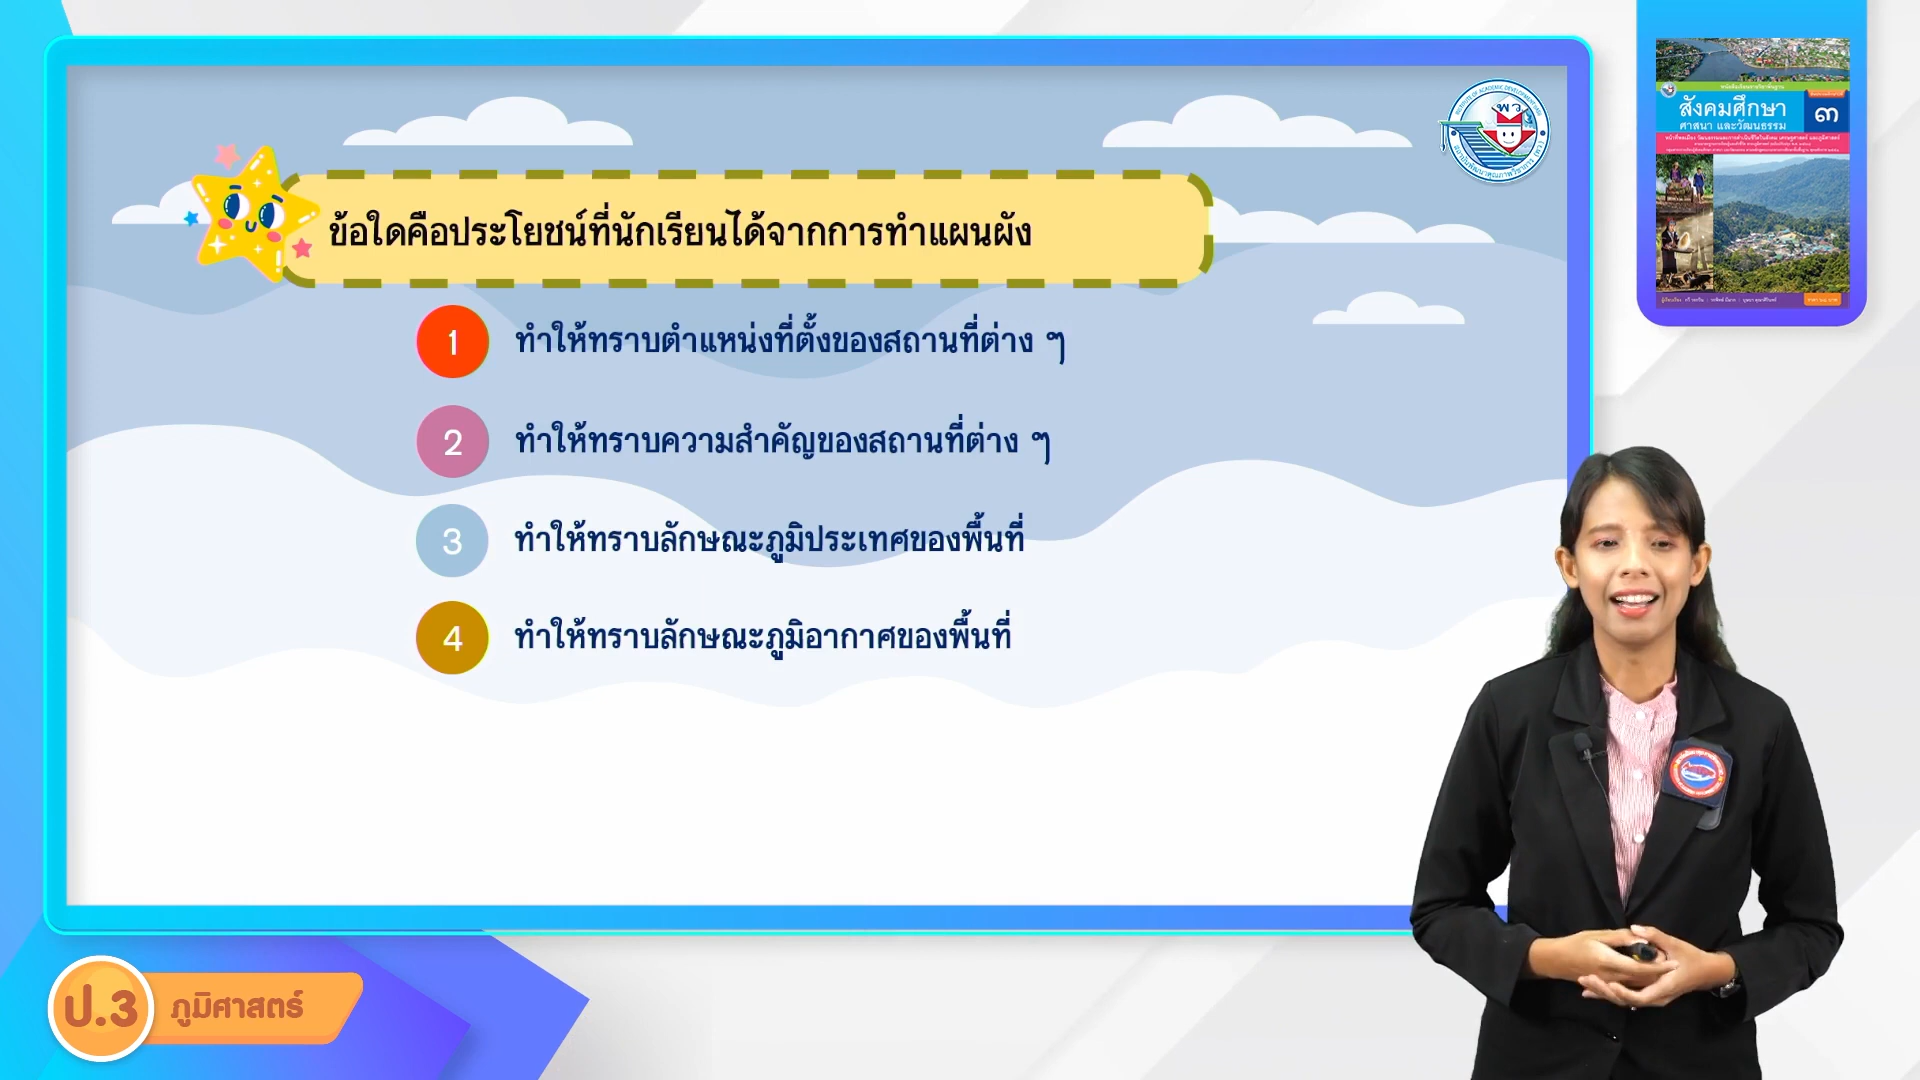 ข้อใดคือประโยชน์ที่นักเรียนได้จากการทำแผนผัง
1 ทำให้ทราบตำแหน่งที่ตั้งของสถานที่ต่าง ๆ
2 ทำให้ทราบความสำคัญของสถานที่ต่าง ๆ
3 ทำให้ทราบลักษณะภูมิประเทศของพื้นที่
4 ทำให้ทราบลักษณะภูมิอากาศของพื้นที่
พว
สังคมศึกษา
ศาสนา และวัฒนธรรม
๓
ป.3 ภูมิศาสตร์